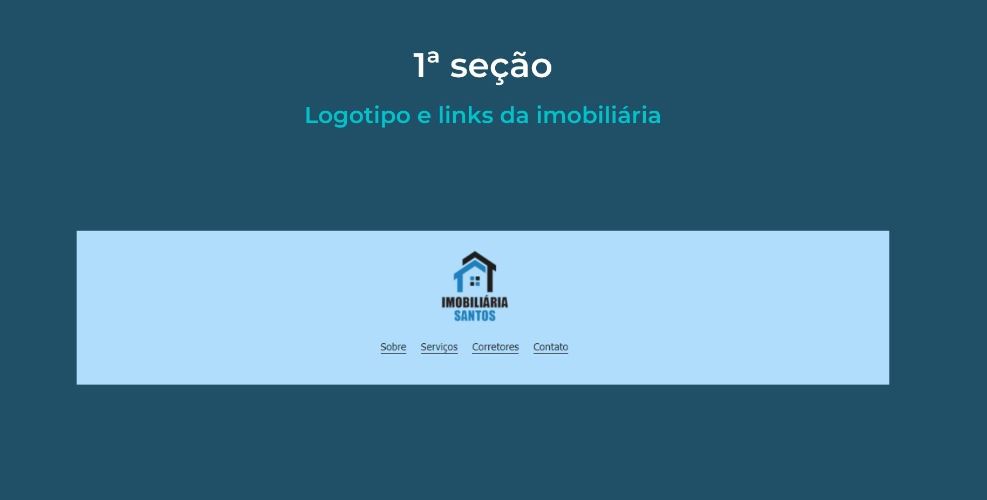 1ª seção
Logotipo e links da imobiliária
IMOBILIÁRIA
SANTOS
Sobre Serviços Corretores Contato